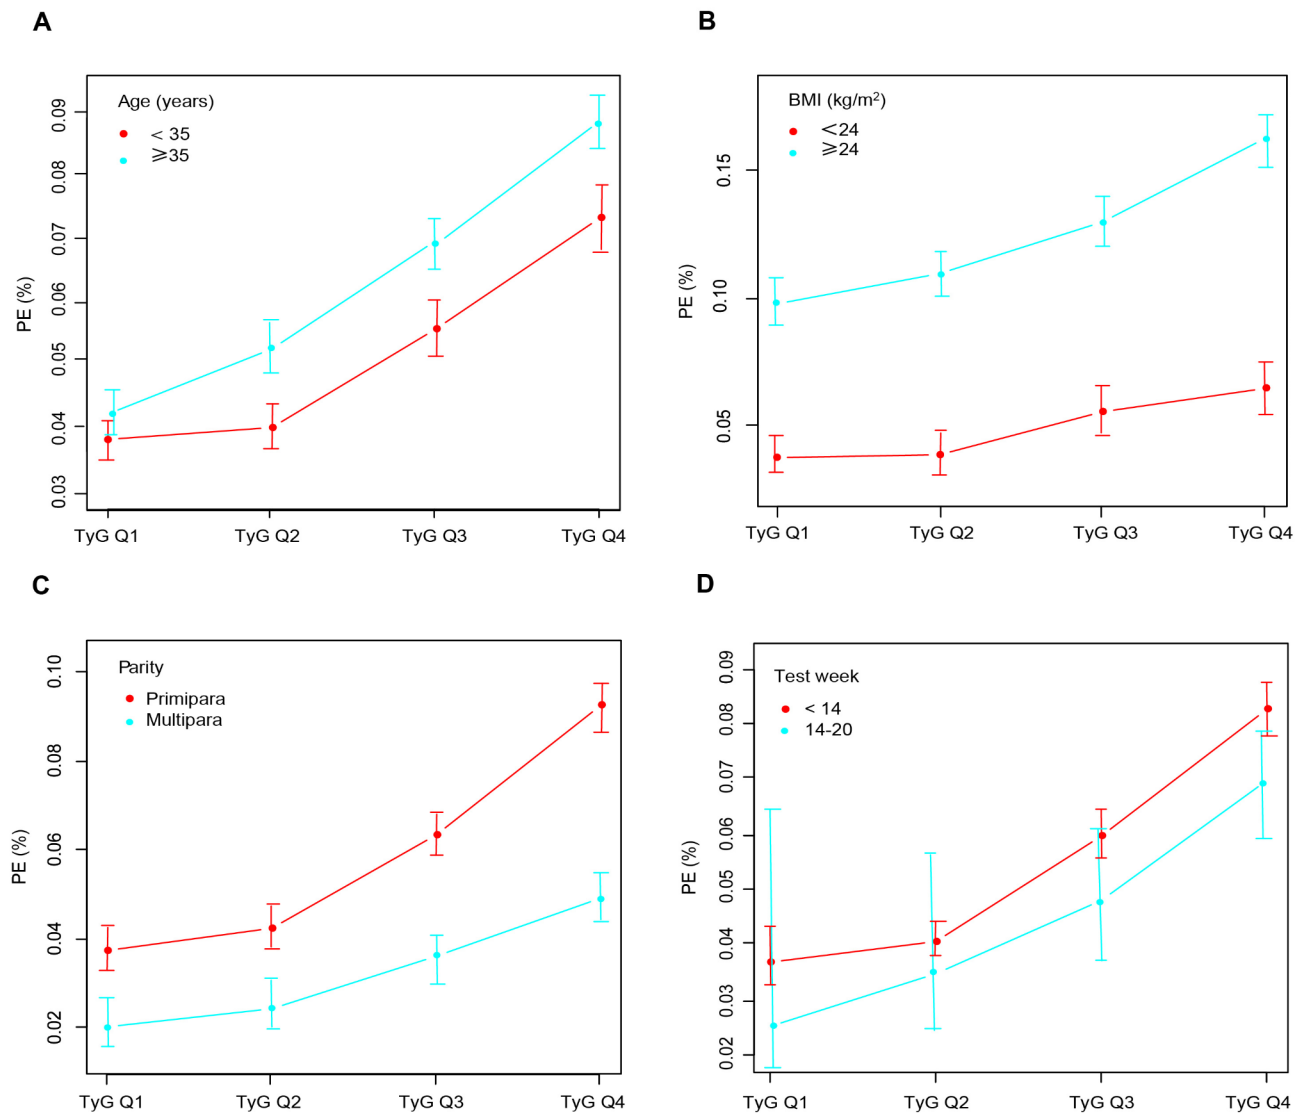 A
Age (years)
< 35
⩾35
PE (%)
0.09
0.08
0.07
0.06
0.05
0.04
0.03
TyG Q1 TyG Q2 TyG Q3 TyG Q4
B
BMI (kg/m²)
<24
⩾24
PE (%)
0.15
0.10
0.05
TyG Q1 TyG Q2 TyG Q3 TyG Q4
C
Parity
Primipara
Multipara
PE (%)
0.10
0.08
0.06
0.04
0.02
TyG Q1 TyG Q2 TyG Q3 TyG Q4
D
Test week
< 14
14-20
PE (%)
0.09
0.08
0.07
0.06
0.05
0.04
0.03
0.02
TyG Q1 TyG Q2 TyG Q3 TyG Q4